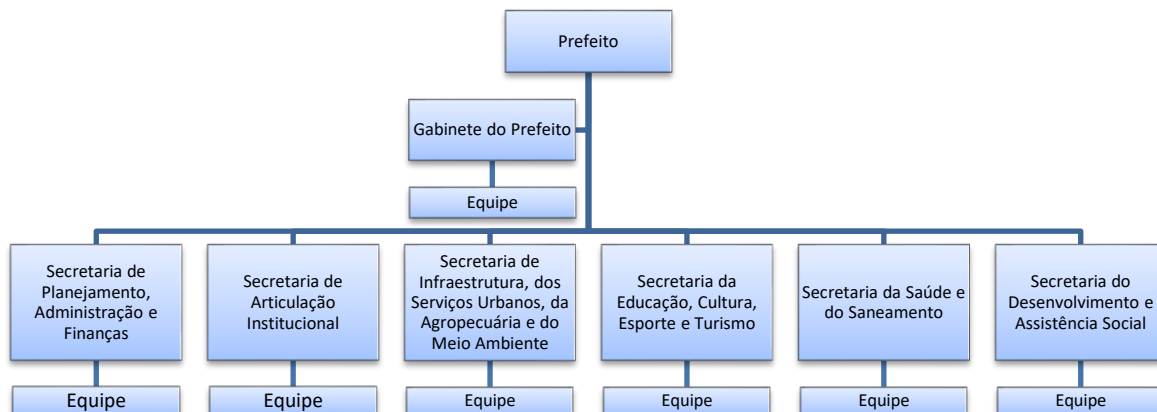 Prefeito
Gabinete do Prefeito
Equipe
Secretaria de
Planejamento,
Administração e
Finanças
Secretaria de
Articulação
Institucional
Secretaria de
Infraestrutura, dos
Serviços Urbanos, da
Agropecuária e do
Meio Ambiente
Secretaria da
Educação, Cultura,
Esporte e Turismo
Secretaria da Saúde e
do Saneamento
Secretaria do
Desenvolvimento e
Assistência Social
Equipe
Equipe
Equipe
Equipe
Equipe
Equipe